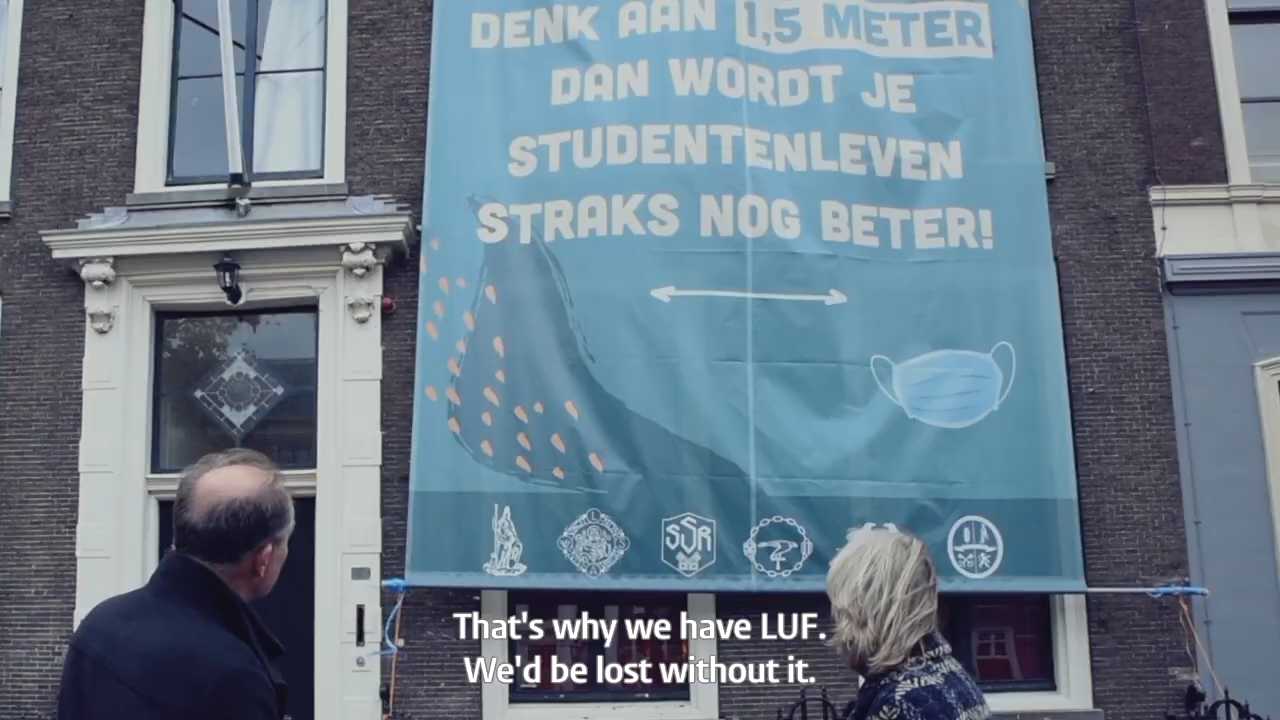 DENK AAN 1,5 METER
DAN WORDT JE
STUDENTENLEVEN
STRAKS NOG BETER!
SSR
That's why we have LUF.
We'd be lost without it.